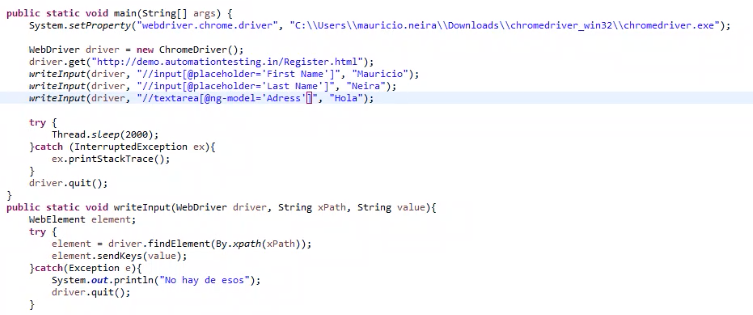 public static void main(String[] args) {
System.setProperty("webdriver.chrome.driver", "C:\\Users\\mauricio.neira\\Downloads\\chromedriver_win32\\chromedriver.exe");
WebDriver driver = new ChromeDriver();
driver.get("http://demo.automationtesting.in/Register.html");
writeInput(driver, "//input[@placeholder='First Name']", "Mauricio");
writeInput(driver, "//input[@placeholder='Last Name']", "Neira");
writeInput(driver, "//textarea[@ng-model='Adress']", "Hola");
try {
Thread.sleep(2000);
}catch (InterruptedException ex){
ex.printStackTrace();
}
driver.quit();
}
public static void writeInput(WebDriver driver, String xPath, String value){
WebElement element;
try {
element = driver.findElement(By.xpath(xPath));
element.sendKeys(value);
}catch(Exception e){
System.out.println("No hay de esos");
driver.quit();
}